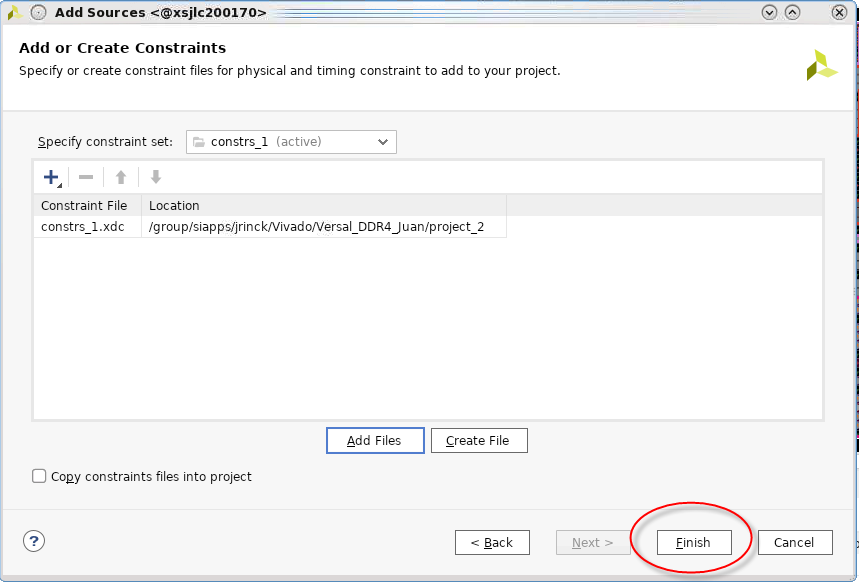 Add Sources <@xsjlc200170>
Add or Create Constraints
Specify or create constraint files for physical and timing constraint to add to your project.
Specify constraint set: constrs_1 (active)
Constraint File Location
constrs_1.xdc /group/siapps/jrinck/Vivado/Versal_DDR4_Juan/project_2
Add Files Create File
Copy constraints files into project
? < Back Next > Finish Cancel